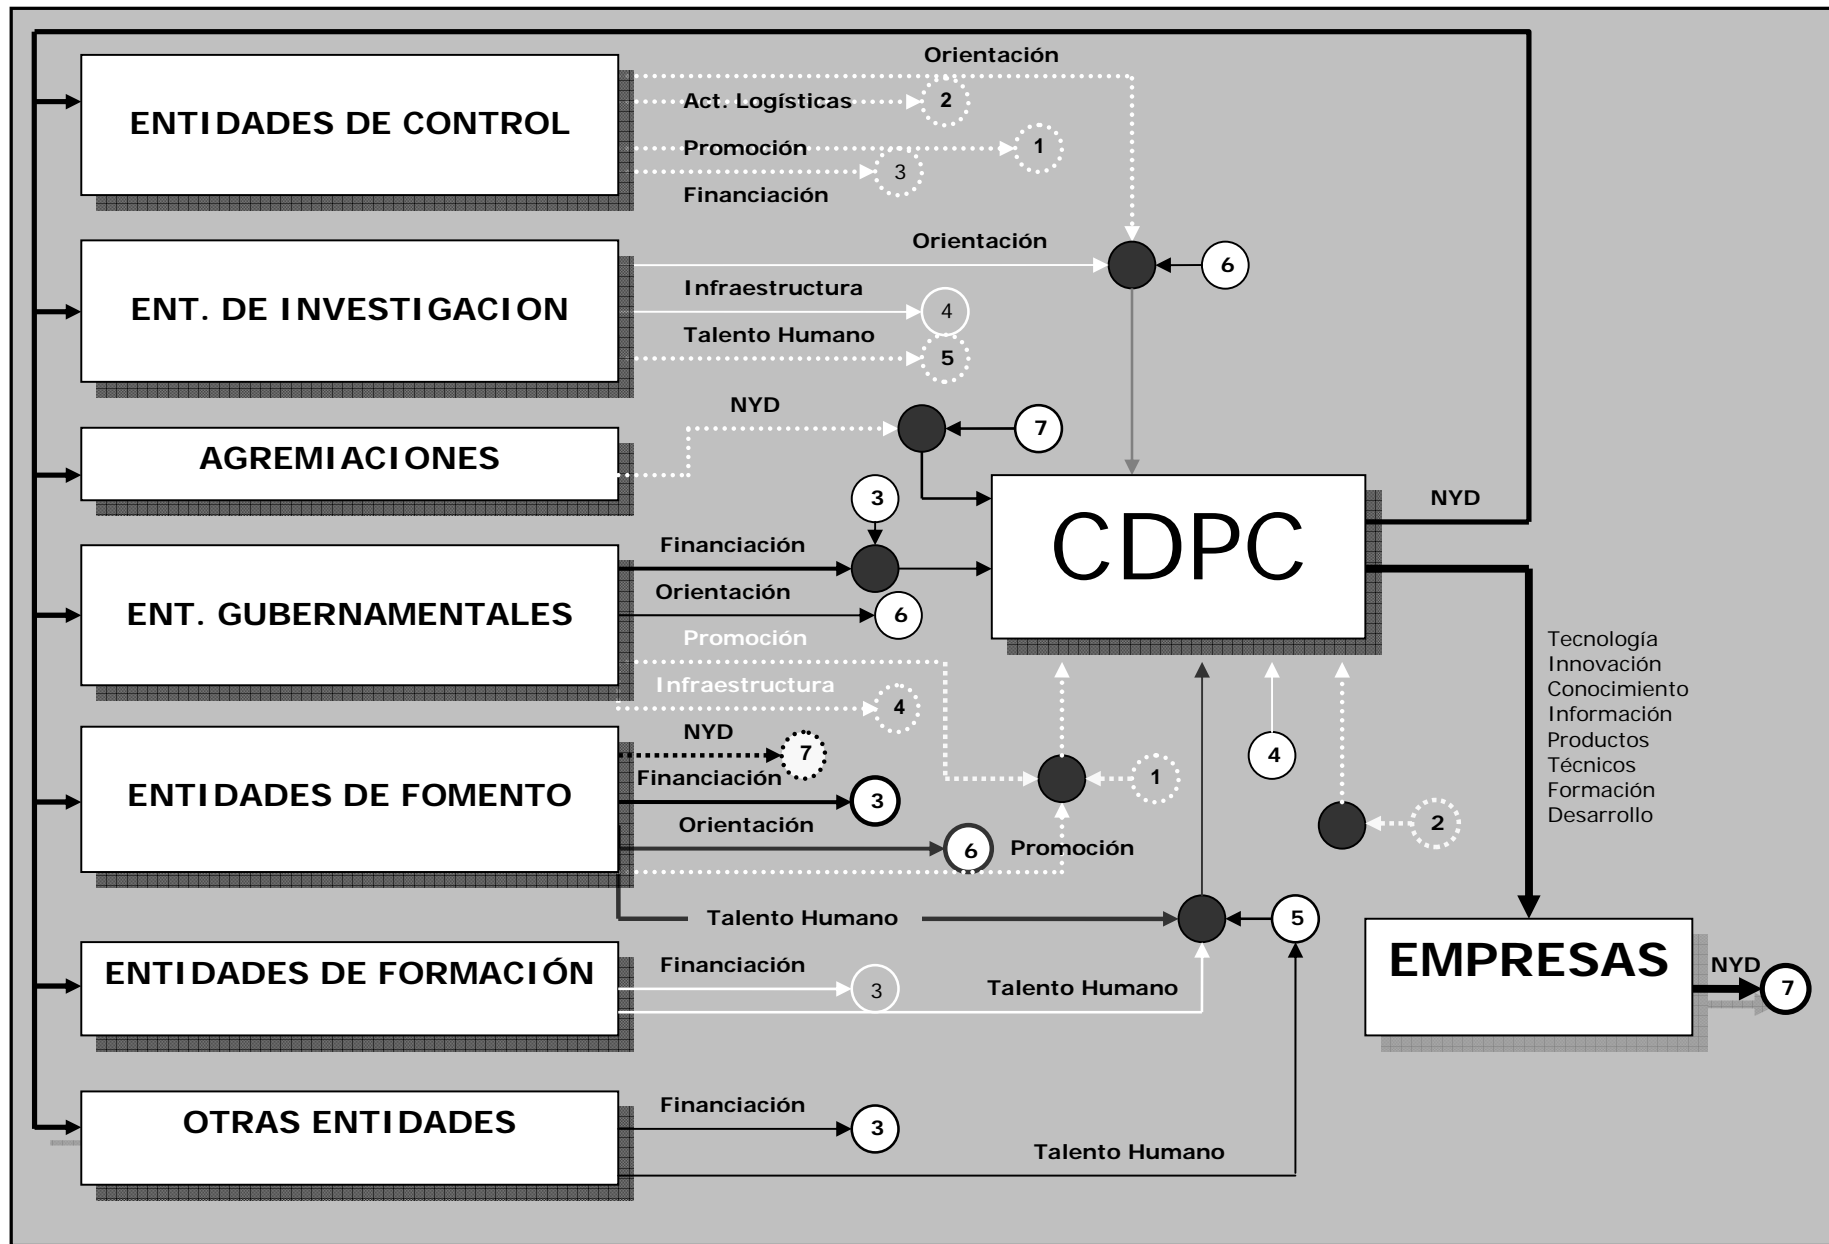 Orientación
ENTIDADES DE CONTROL
Act. Logísticas
2
Promoción
1
3
Financiación
Orientación
6
ENT. DE INVESTIGACION
Infraestructura
4
Talento Humano
5
NYD
7
AGREMIACIONES
3
CDPC
NYD
Financiación
ENT. GUBERNAMENTALES
Orientación
6
Promoción
Infraestructura
4
Tecnología
Innovación
Conocimiento
Información
Productos
Técnicos
Formación
Desarrollo
NYD
7
4
ENTIDADES DE FOMENTO
Financiación
1
3
Orientación
2
6
Promoción
Talento Humano
5
EMPRESAS
NYD
7
ENTIDADES DE FORMACIÓN
Financiación
3
Talento Humano
OTRAS ENTIDADES
Financiación
3
Talento Humano